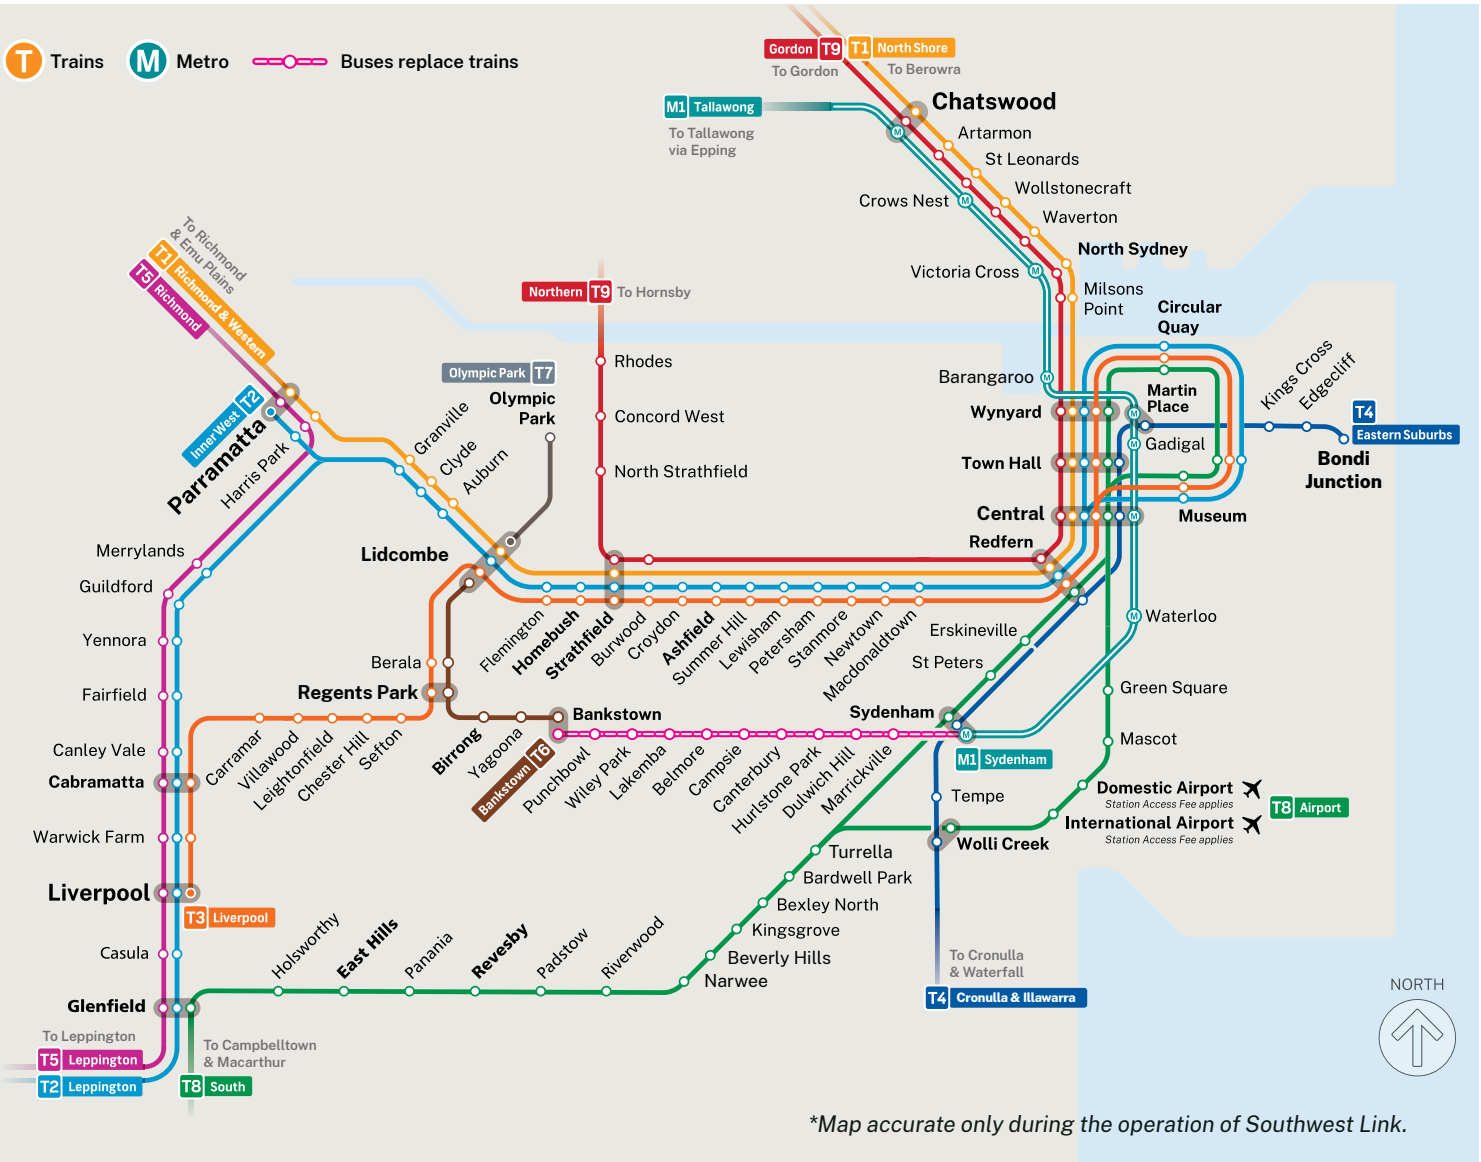 T Trains
M Metro
Buses replace trains
Gordon T9
To Gordon
T1 North Shore
To Berowra
M1 Tallawong
To Tallawong
via Epping
Chatswood
Artarmon
St Leonards
Wollstonecraft
Waverton
North Sydney
Milsons
Point
M
Crows Nest
M
Victoria Cross
M
Barangaroo
M
Wynyard
Town Hall
Central
Redfern
Circular
Quay
Martin
Place
M
Gadigal
M
Museum
M
Kings Cross
Edgecliff
T4
Eastern Suburbs
Bondi
Junction
To Richmond
& Emu Plains
T1 Richmond & Western
T5 Richmond
Inner West T2
Parramatta
Harris Park
Granville
Clyde
Auburn
Olympic Park T7
Olympic
Park
Northern T9
To Hornsby
Rhodes
Concord West
North Strathfield
Lidcombe
Merrylands
Guildford
Yennora
Fairfield
Canley Vale
Cabramatta
Warwick Farm
Liverpool
T3 Liverpool
Casula
Glenfield
To Leppington
T5 Leppington
T2 Leppington
To Campbelltown
& Macarthur
T8 South
Berala
Regents Park
Carramar
Villawood
Leightonfield
Chester Hill
Sefton
Birrong
Yagoona
Bankstown
Bankstown T6
Flemington
Homebush
Strathfield
Burwood
Croydon
Ashfield
Summer Hill
Lewisham
Petersham
Stanmore
Newtown
Macdonaldtown
Punchbowl
Wiley Park
Lakemba
Belmore
Campsie
Canterbury
Hurlstone Park
Dulwich Hill
Marrickville
Erskineville
St Peters
Sydenham
M
M1 Sydenham
M
Waterloo
Green Square
Mascot
Domestic Airport
Station Access Fee applies
International Airport
Station Access Fee applies
T8 Airport
Tempe
Wolli Creek
Turrella
Bardwell Park
Bexley North
Kingsgrove
Beverly Hills
Narwee
Riverwood
Padstow
Revesby
Panania
East Hills
Holsworthy
To Cronulla
& Waterfall
T4 Cronulla & Illawarra
NORTH
*Map accurate only during the operation of Southwest Link.